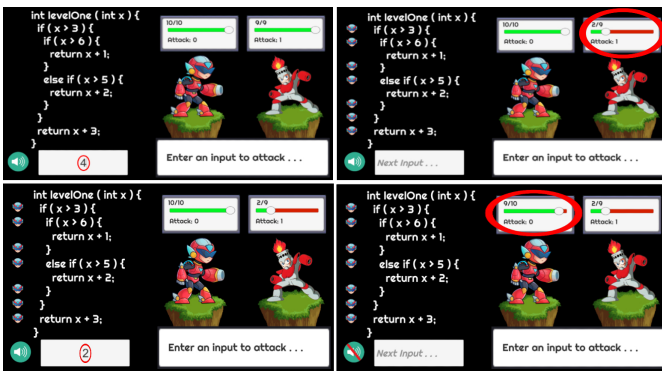 int levelOne ( int x ) {
if ( x > 3 ) {
if ( x > 6 ) {
return x + 1;
}
else if ( x > 5 ) {
return x + 2;
}
}
return x + 3;
}
4
10/10
Attack: 0
9/9
Attack: 1
Enter an input to attack . . .
int levelOne ( int x ) {
if ( x > 3 ) {
if ( x > 6 ) {
return x + 1;
}
else if ( x > 5 ) {
return x + 2;
}
}
return x + 3;
}
Next Input . . .
10/10
Attack: 0
2/9
Attack: 1
Enter an input to attack . . .
int levelOne ( int x ) {
if ( x > 3 ) {
if ( x > 6 ) {
return x + 1;
}
else if ( x > 5 ) {
return x + 2;
}
}
return x + 3;
}
2
10/10
Attack: 0
2/9
Attack: 1
Enter an input to attack . . .
int levelOne ( int x ) {
if ( x > 3 ) {
if ( x > 6 ) {
return x + 1;
}
else if ( x > 5 ) {
return x + 2;
}
}
return x + 3;
}
Next Input . . .
9/10
Attack: 0
2/9
Attack: 1
Enter an input to attack . . .